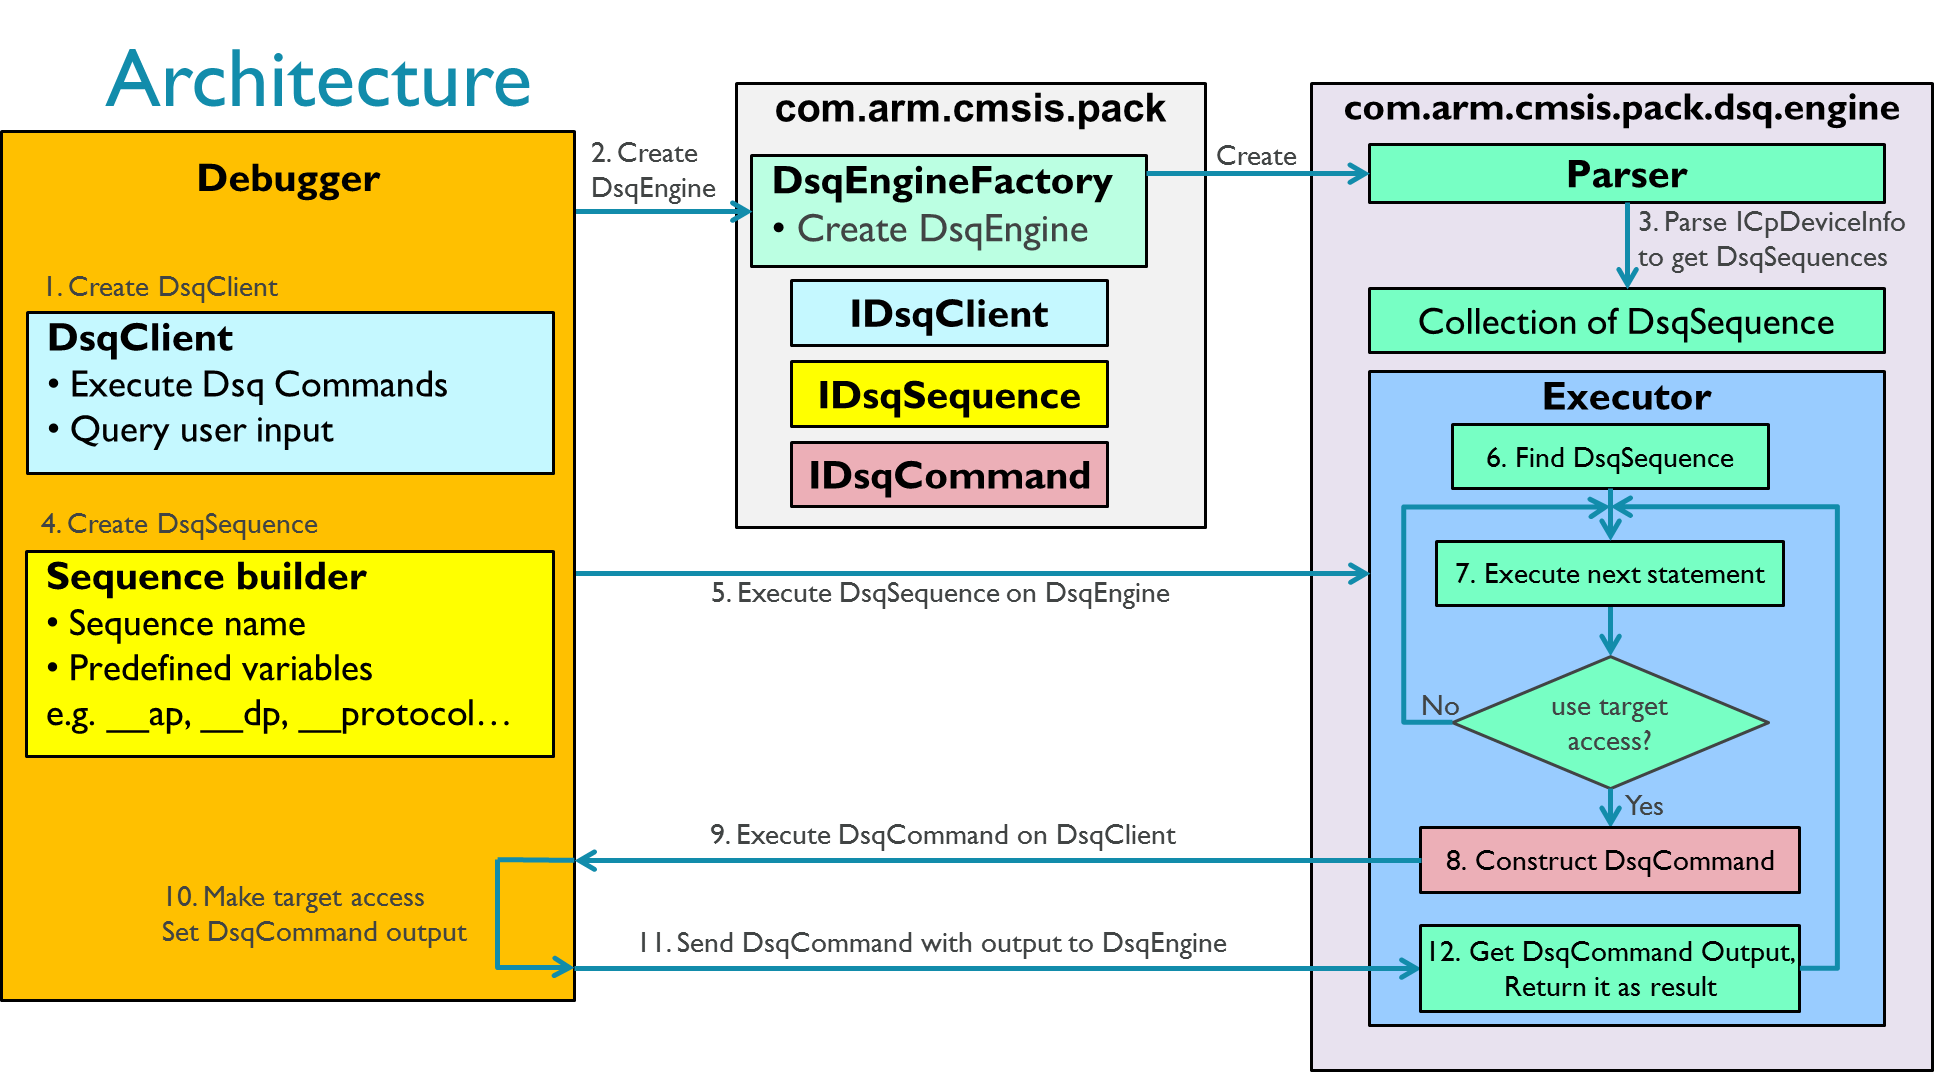 Architecture
Debugger
1. Create DsqClient
DsqClient
• Execute Dsq Commands
• Query user input
4. Create DsqSequence
Sequence builder
• Sequence name
• Predefined variables
e.g. __ap, __dp, __protocol…
10. Make target access
Set DsqCommand output
2. Create
DsqEngine
com.arm.cmsis.pack
DsqEngineFactory
• Create DsqEngine
IDsqClient
IDsqSequence
IDsqCommand
Create
5. Execute DsqSequence on DsqEngine
9. Execute DsqCommand on DsqClient
11. Send DsqCommand with output to DsqEngine
com.arm.cmsis.pack.dsq.engine
Parser
3. Parse ICpDeviceInfo
to get DsqSequences
Collection of DsqSequence
Executor
6. Find DsqSequence
7. Execute next statement
No
use target
access?
Yes
8. Construct DsqCommand
12. Get DsqCommand Output,
Return it as result